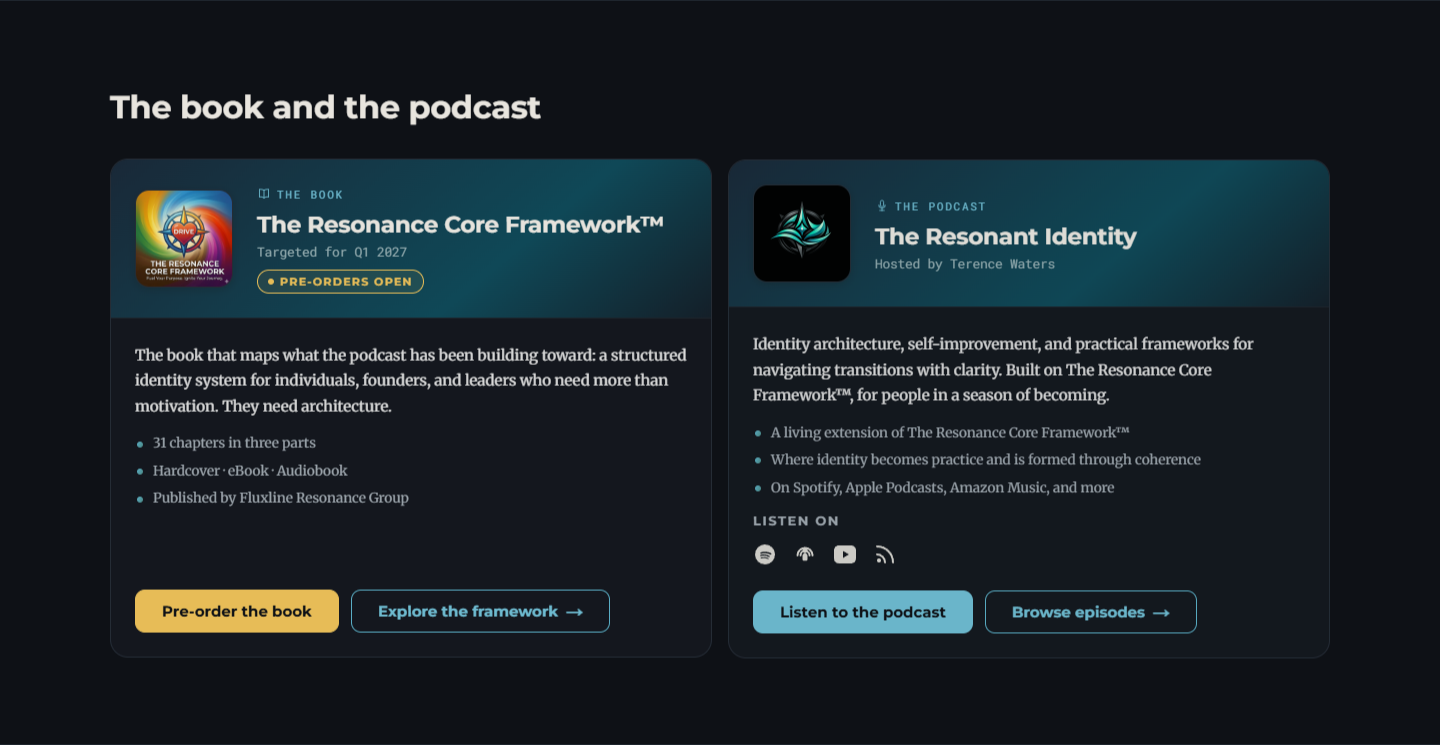 The book and the podcast
DRIVE
THE RESONANCE
CORE FRAMEWORK
THE BOOK
The Resonance Core Framework™
Targeted for Q1 2027
PRE-ORDERS OPEN
The book that maps what the podcast has been building toward: a structured
identity system for individuals, founders, and leaders who need more than
motivation. They need architecture.
• 31 chapters in three parts
• Hardcover · eBook · Audiobook
• Published by Fluxline Resonance Group
Pre-order the book
Explore the framework →
THE PODCAST
The Resonant Identity
Hosted by Terence Waters
Identity architecture, self-improvement, and practical frameworks for
navigating transitions with clarity. Built on The Resonance Core
Framework™, for people in a season of becoming.
• A living extension of The Resonance Core Framework™
• Where identity becomes practice and is formed through coherence
• On Spotify, Apple Podcasts, Amazon Music, and more
LISTEN ON
Listen to the podcast
Browse episodes →